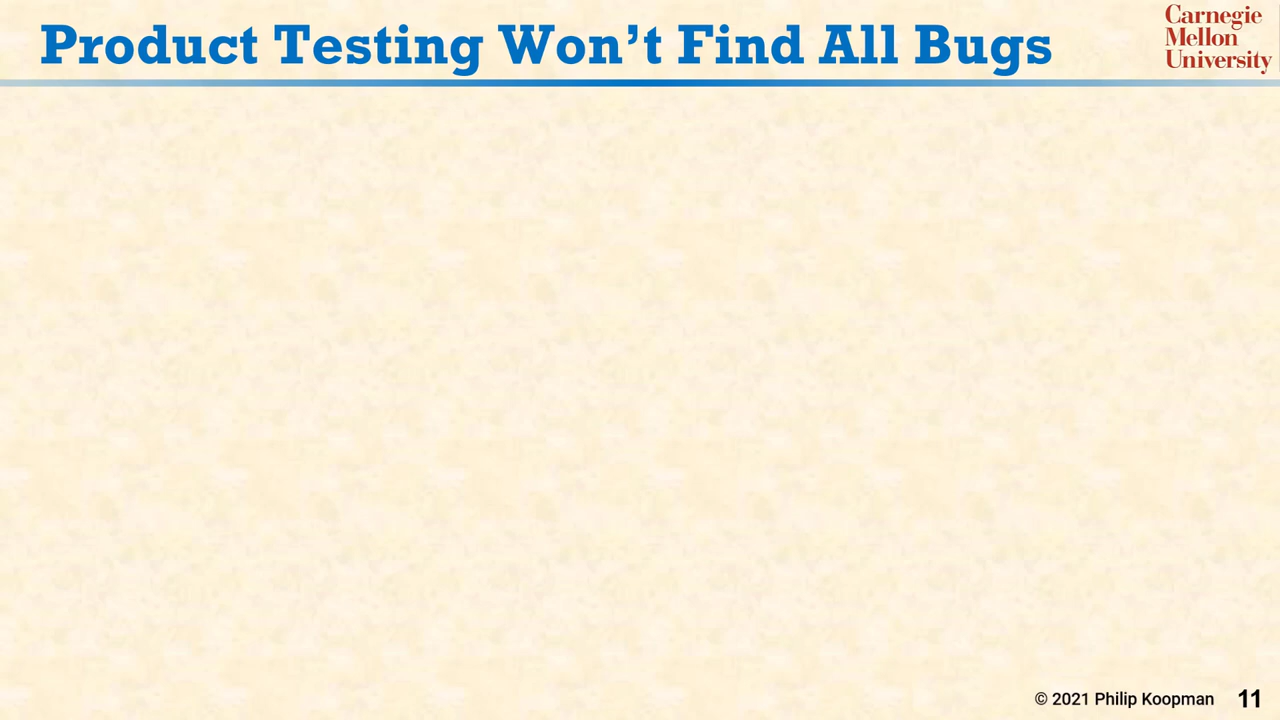 Product Testing Won’t Find All Bugs
Carnegie
Mellon
University
© 2021 Philip Koopman 11